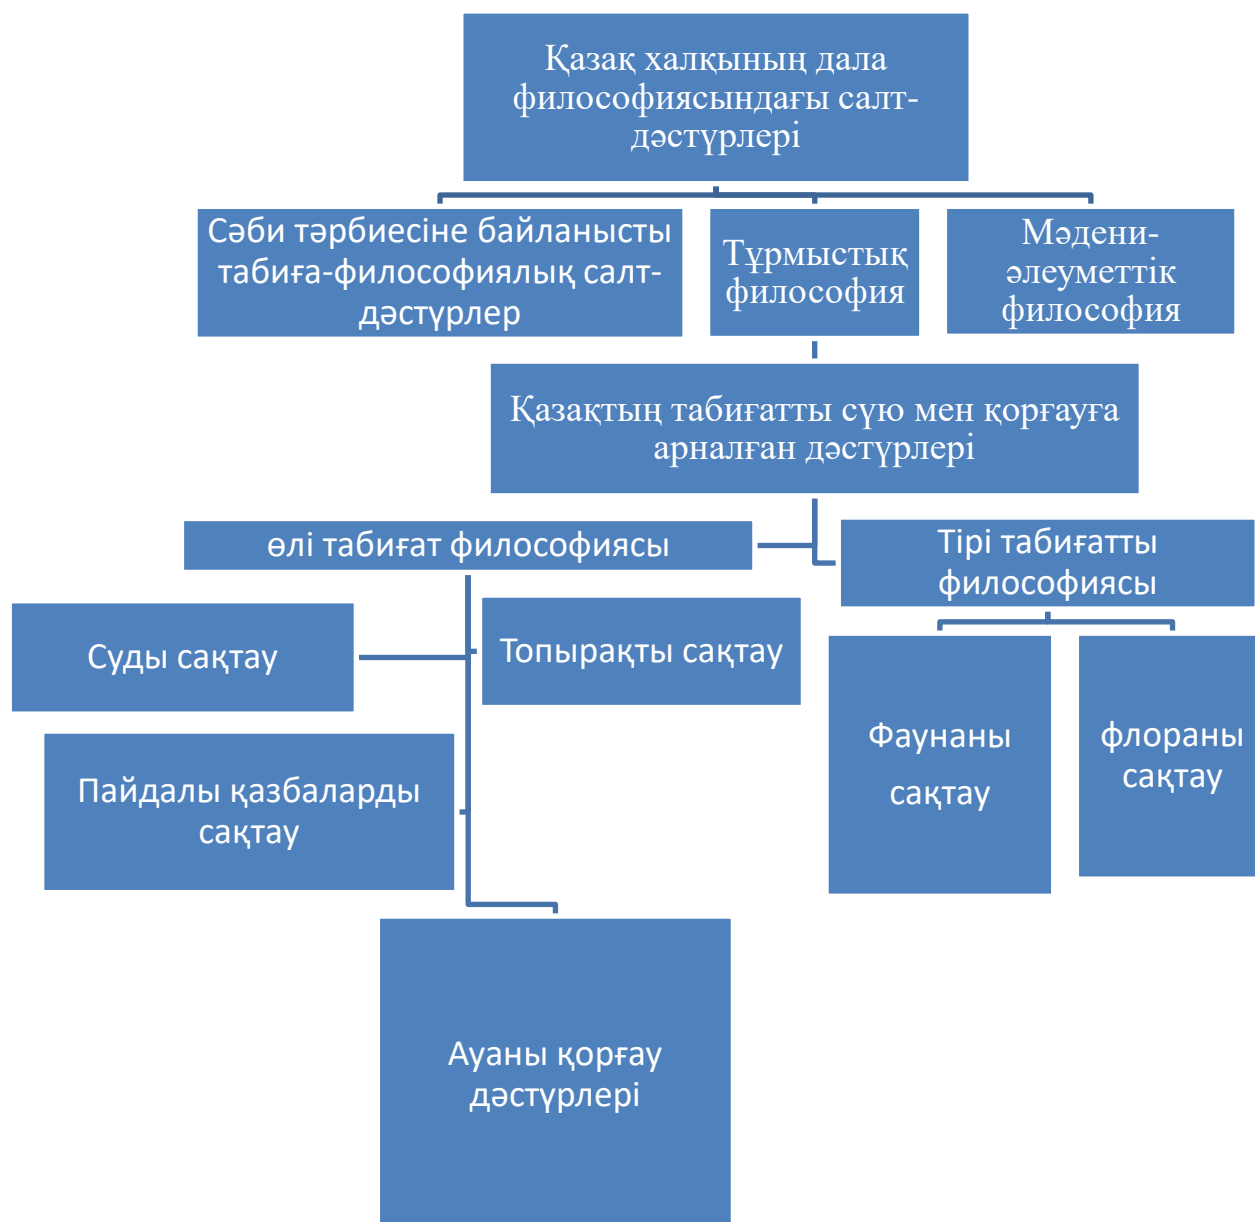 Қазақ халқының дала
философиясындағы салт-
дәстүрлері
Сәби тәрбиесіне байланысты
табиға-философиялық салт-
дәстүрлер
Тұрмыстық
философия
Мәдени-
әлеуметтік
философия
Қазақтың табиғатты сүю мен қорғауға
арналған дәстүрлері
өлі табиғат философиясы
Тірі табиғатты
философиясы
Суды сақтау
Топырақты сақтау
Пайдалы қазбаларды
сақтау
Фаунаны
сақтау
флораны
сақтау
Ауаны қорғау
дәстүрлері